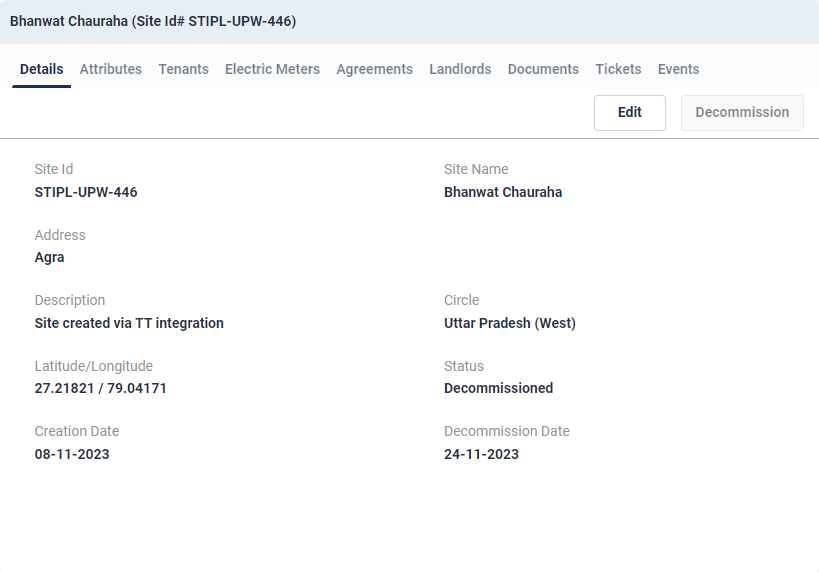 Bhanwat Chauraha (Site Id# STIPL-UPW-446)
Details Attributes Tenants Electric Meters Agreements Landlords Documents Tickets Events
Edit Decommission
Site Id Site Name
STIPL-UPW-446 Bhanwat Chauraha
Address
Agra
Description Circle
Site created via TT integration Uttar Pradesh (West)
Latitude/Longitude Status
27.21821 / 79.04171 Decommissioned
Creation Date Decommission Date
08-11-2023 24-11-2023